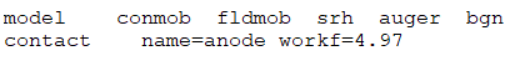 model conmob fldmob srh auger bgn
contact name=anode workf=4.97